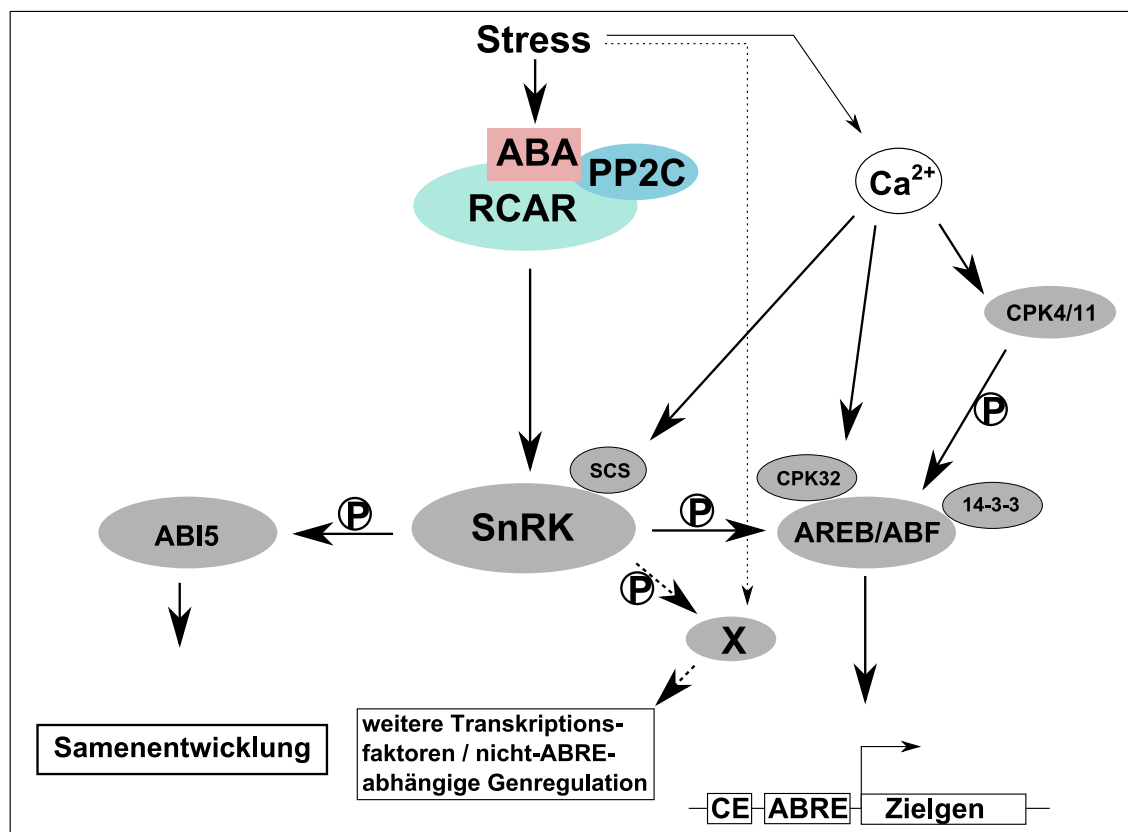 Stress
ABA
PP2C
RCAR
Ca2+
CPK4/11
P
SCS
CPK32
14-3-3
ABI5
P
SnRK
P
AREB/ABF
P
X
weitere Transkriptions-
faktoren / nicht-ABRE-
abhängige Genregulation
Samenentwicklung
CE ABRE Zielgen